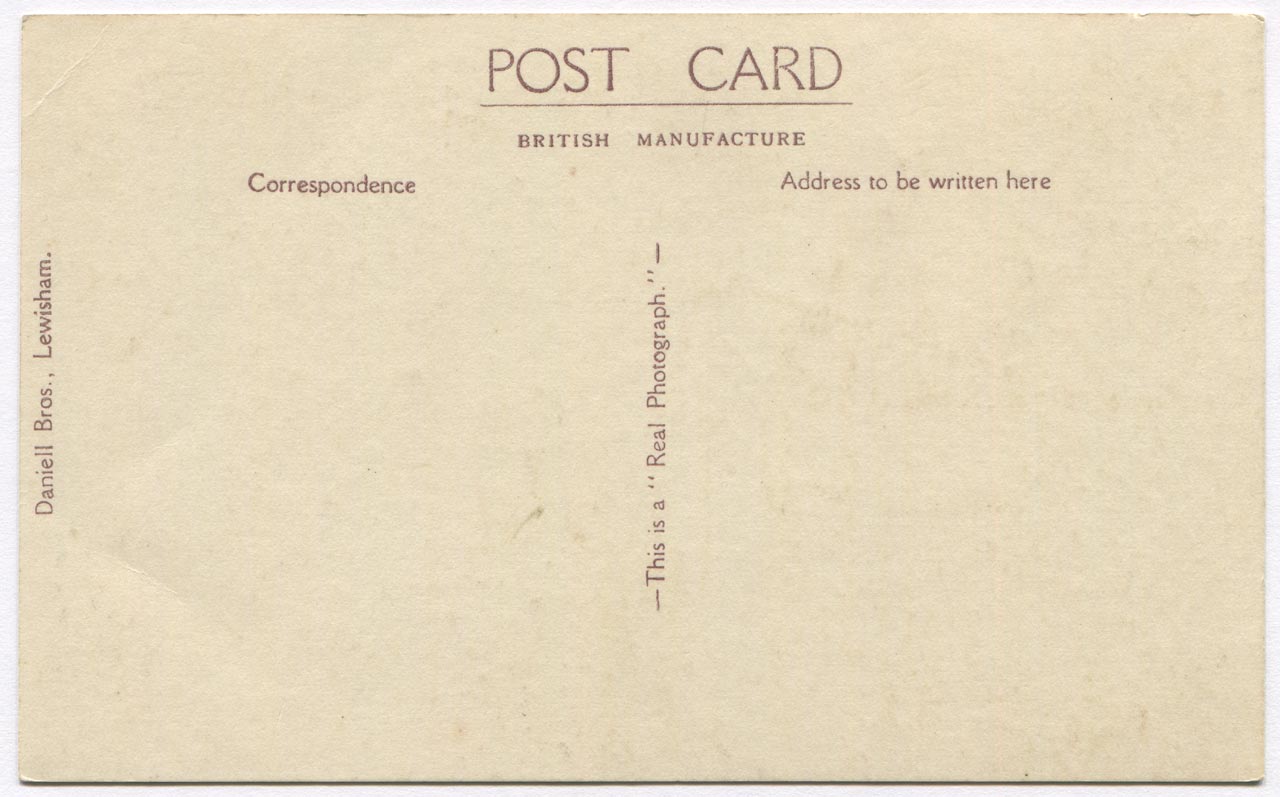 POST CARD
BRITISH MANUFACTURE
Correspondence
Address to be written here
Daniell Bros., Lewisham.
—This is a "Real Photograph."—